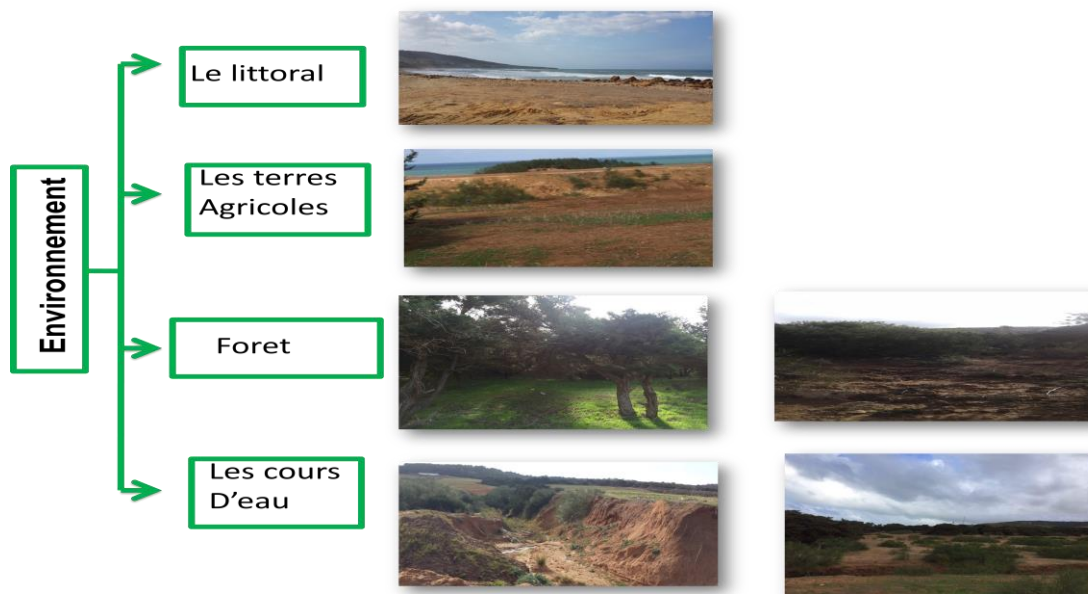 Environnement
Le littoral
Les terres
Agricoles
Foret
Les cours
D'eau